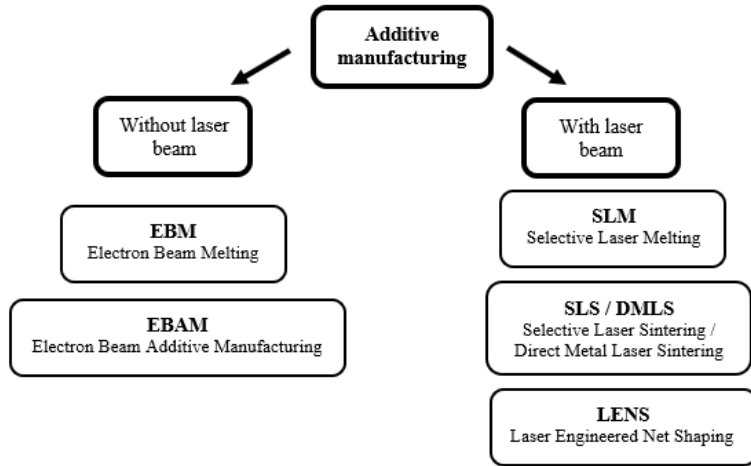 Additive
manufacturing
Without laser
beam
With laser
beam
EBM
Electron Beam Melting
EBAM
Electron Beam Additive Manufacturing
SLM
Selective Laser Melting
SLS / DMLS
Selective Laser Sintering /
Direct Metal Laser Sintering
LENS
Laser Engineered Net Shaping